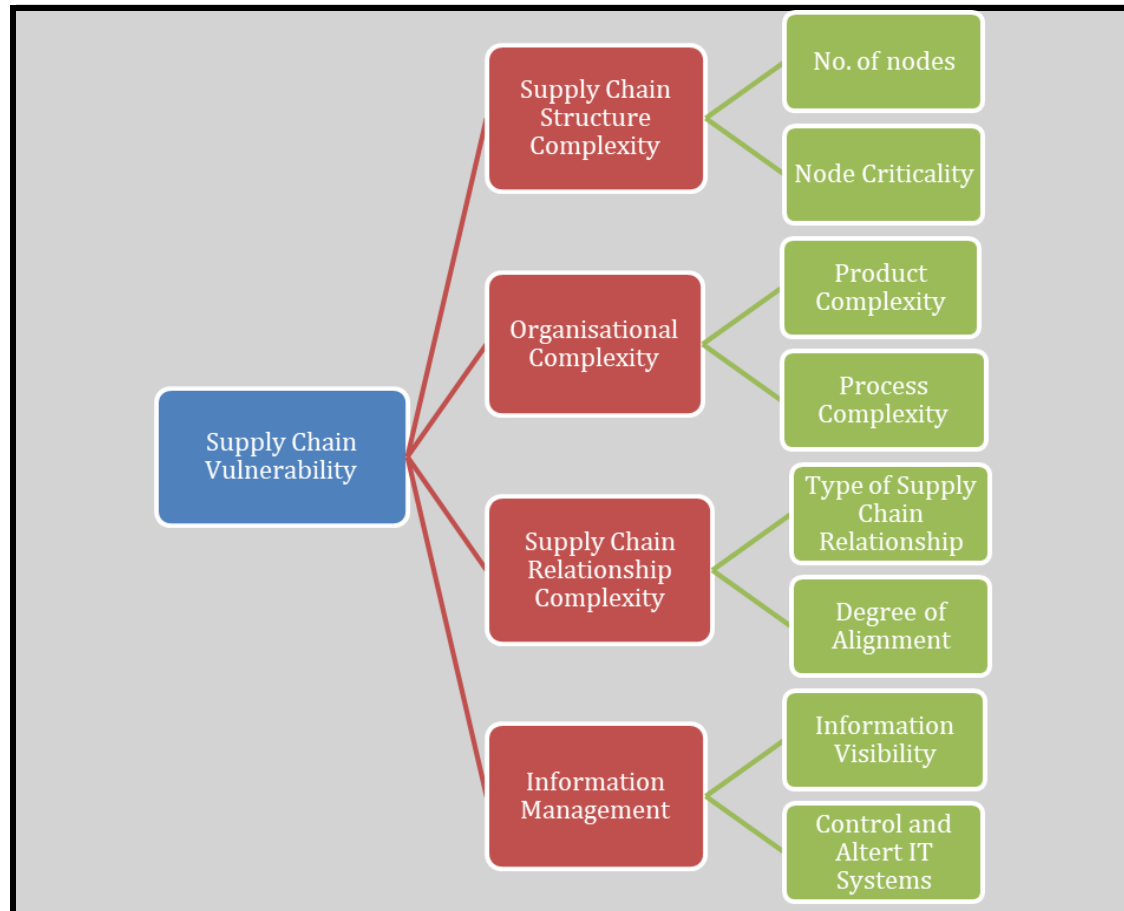 Supply Chain
Vulnerability
Supply Chain
Structure
Complexity
No. of nodes
Node Criticality
Organisational
Complexity
Product
Complexity
Process
Complexity
Supply Chain
Relationship
Complexity
Type of Supply
Chain
Relationship
Degree of
Alignment
Information
Management
Information
Visibility
Control and
Altert IT
Systems